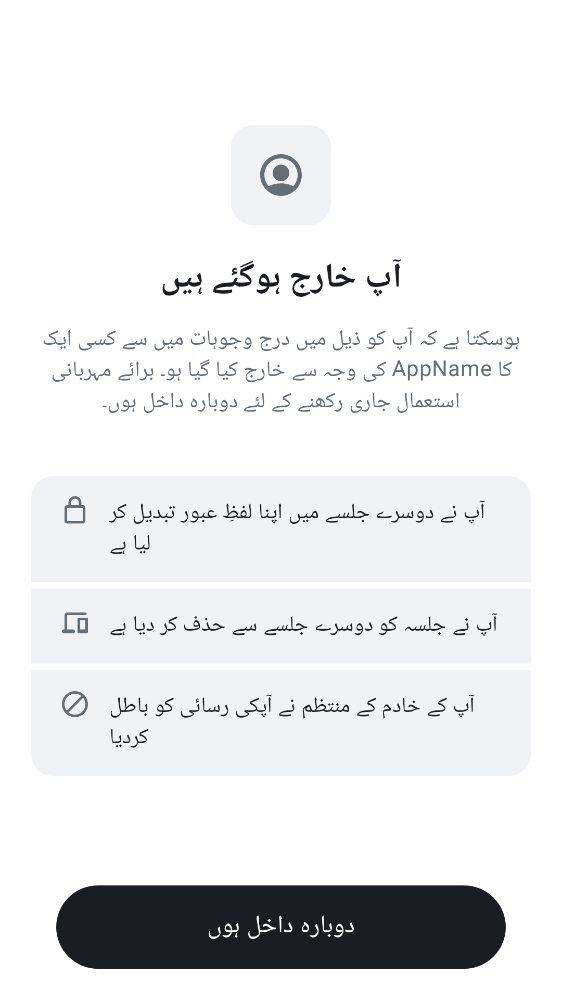 آپ خارج ہوگئے ہیں
ہوسکتا ہے کہ آپ کو ذیل میں درج وجوہات میں سے کسی ایک
کا AppName کی وجہ سے خارج کیا گیا ہو۔ برائے مہربانی
استعمال جاری رکھنے کے لئے دوبارہ داخل ہوں۔
آپ نے دوسرے جلسے میں اپنا لفظِ عبور تبدیل کر
لیا ہے
آپ نے جلسہ کو دوسرے جلسے سے حذف کر دیا ہے
آپ کے خادم کے منتظم نے آپکی رسائی کو باطل
کردیا
دوبارہ داخل ہوں